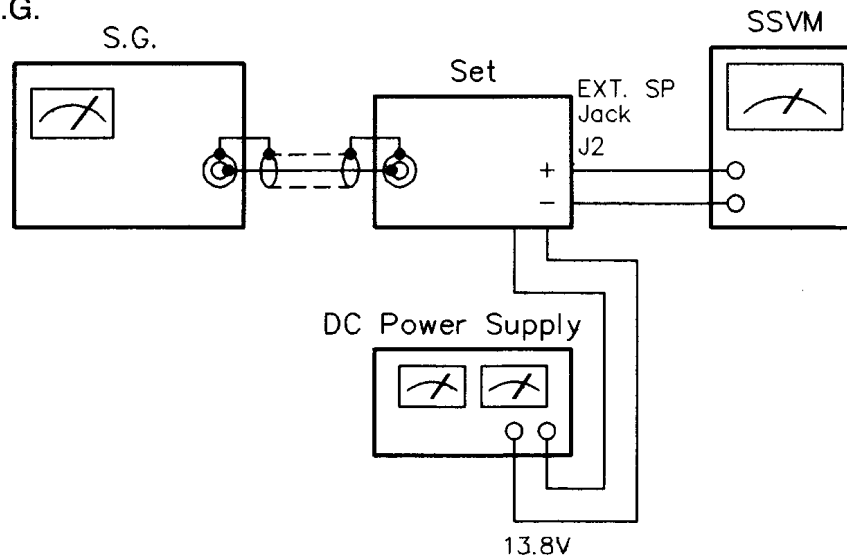 .G.
S.G.
SSVM
Set
EXT. SP
Jack
J2
+
−
DC Power Supply
13.8V